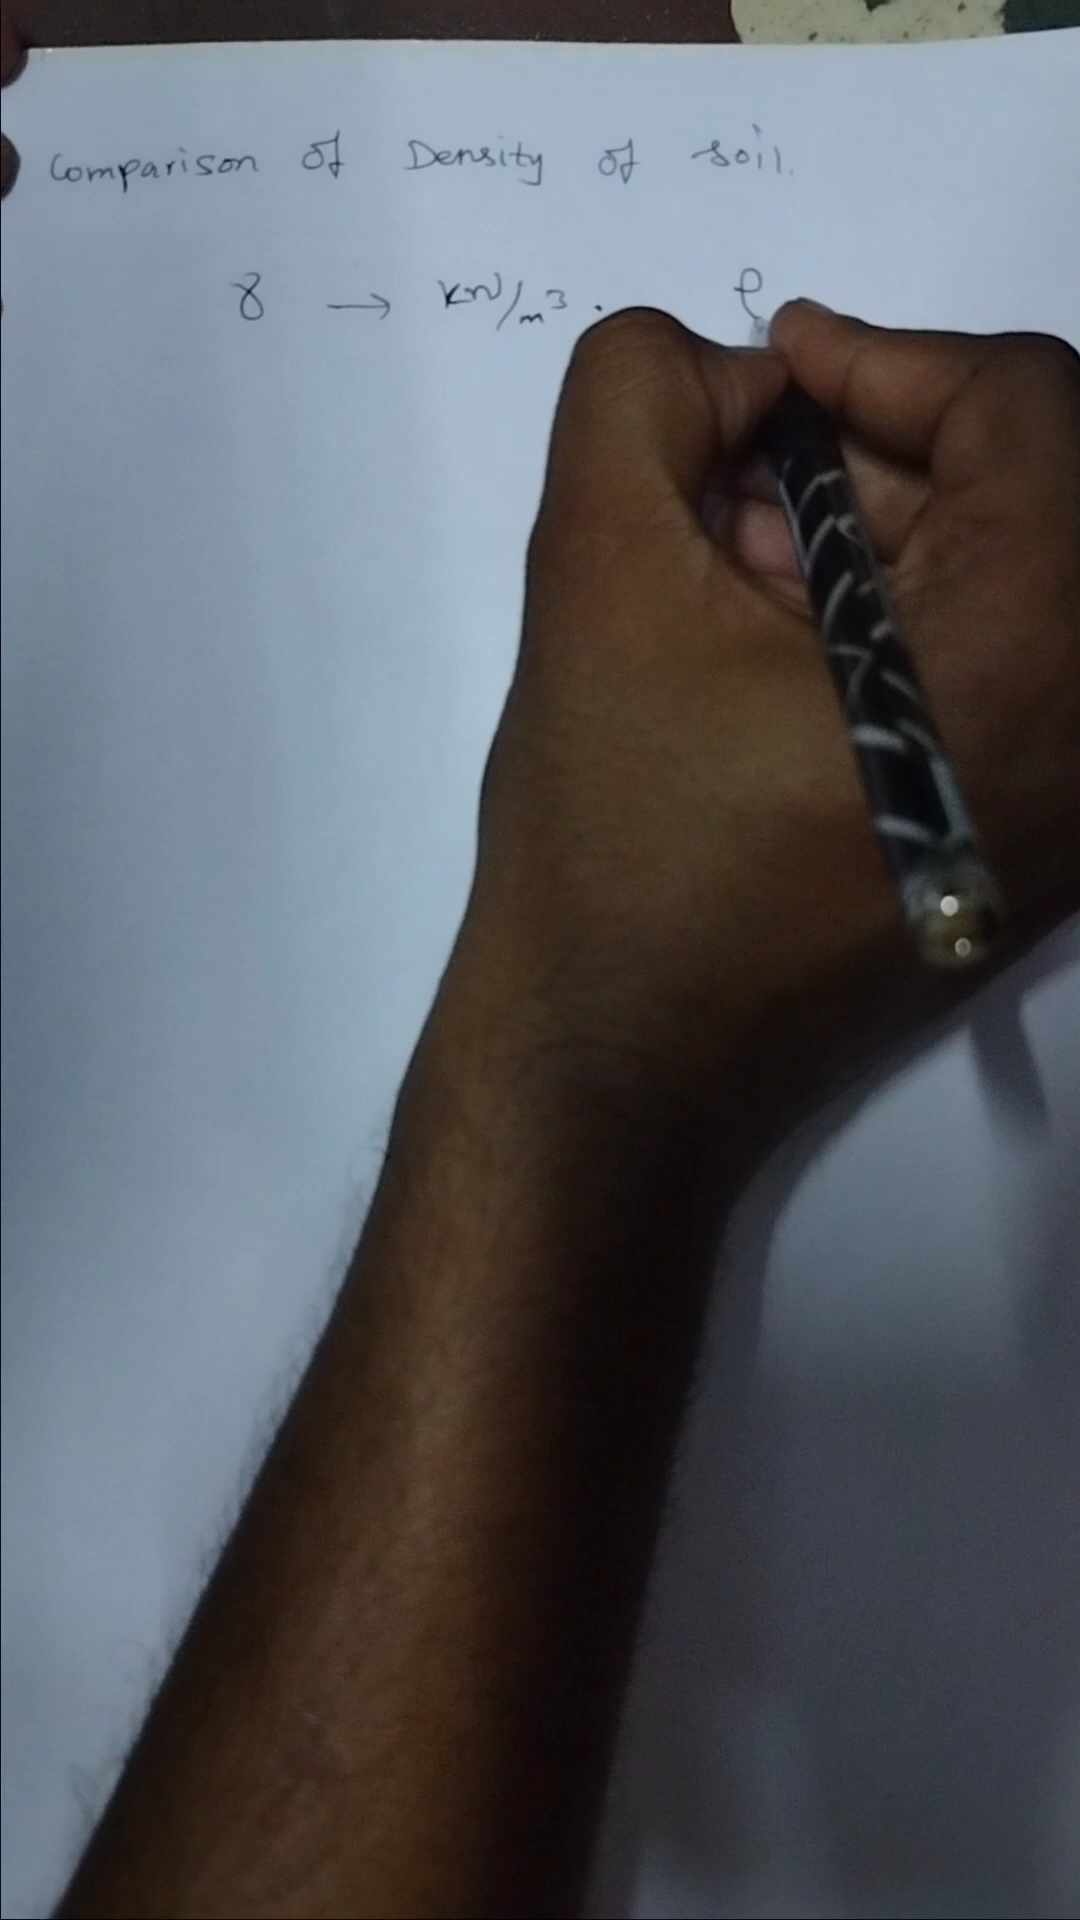 Comparison of Density of soil.
γ → kN/m³. ρ